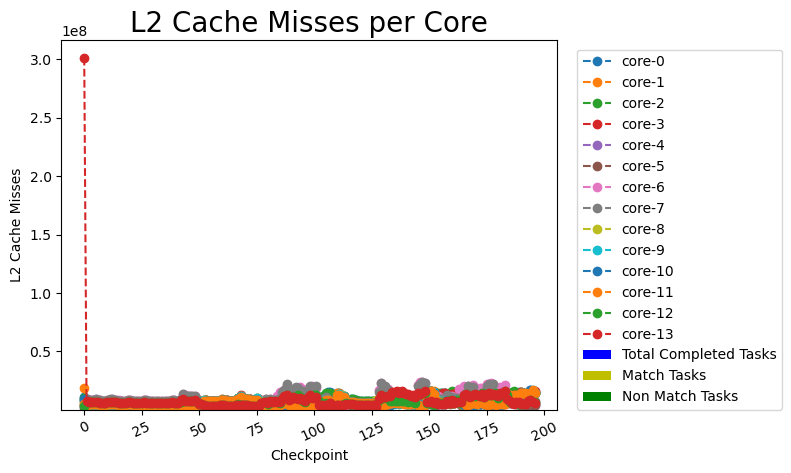 L2 Cache Misses per Core
1e8
3.0
2.5
2.0
1.5
1.0
0.5
L2 Cache Misses
0
25
50
75
100
125
150
175
200
Checkpoint
core-0
core-1
core-2
core-3
core-4
core-5
core-6
core-7
core-8
core-9
core-10
core-11
core-12
core-13
Total Completed Tasks
Match Tasks
Non Match Tasks